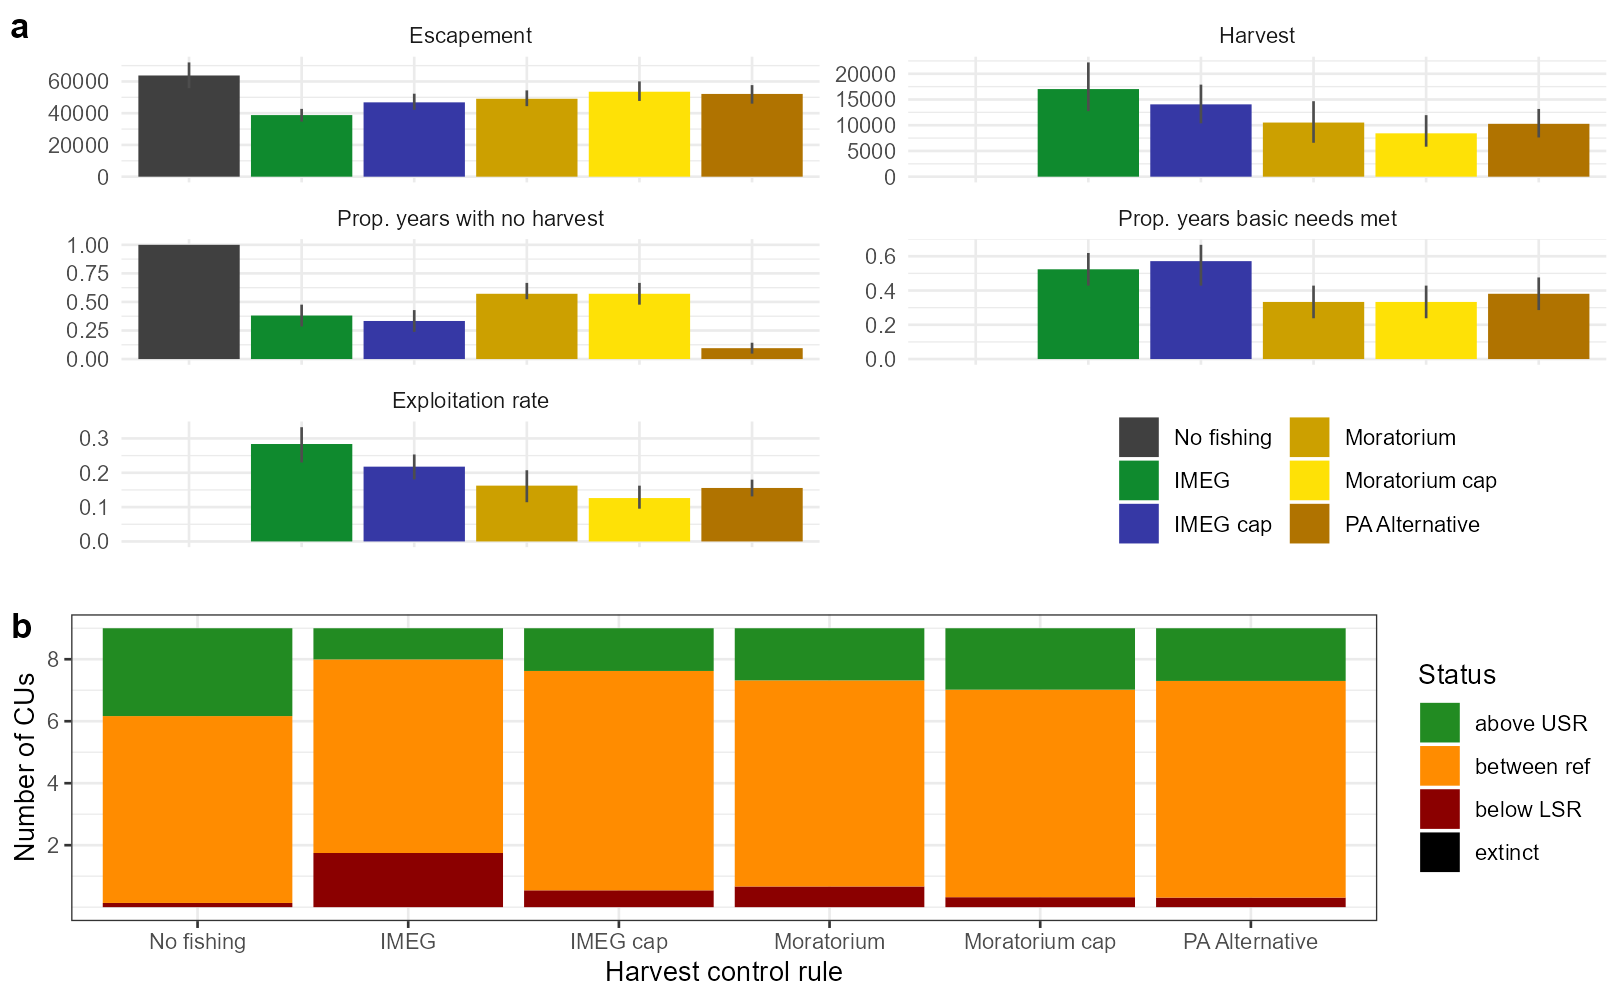 a
Escapement
60000
40000
20000
0
Harvest
20000
15000
10000
5000
0
Prop. years with no harvest
1.00
0.75
0.50
0.25
0.00
Prop. years basic needs met
0.6
0.4
0.2
0.0
Exploitation rate
0.3
0.2
0.1
0.0
No fishing
IMEG
IMEG cap
Moratorium
Moratorium cap
PA Alternative
b
Number of CUs
8
6
4
2
No fishing
IMEG
IMEG cap
Moratorium
Moratorium cap
PA Alternative
Harvest control rule
Status
above USR
between ref
below LSR
extinct